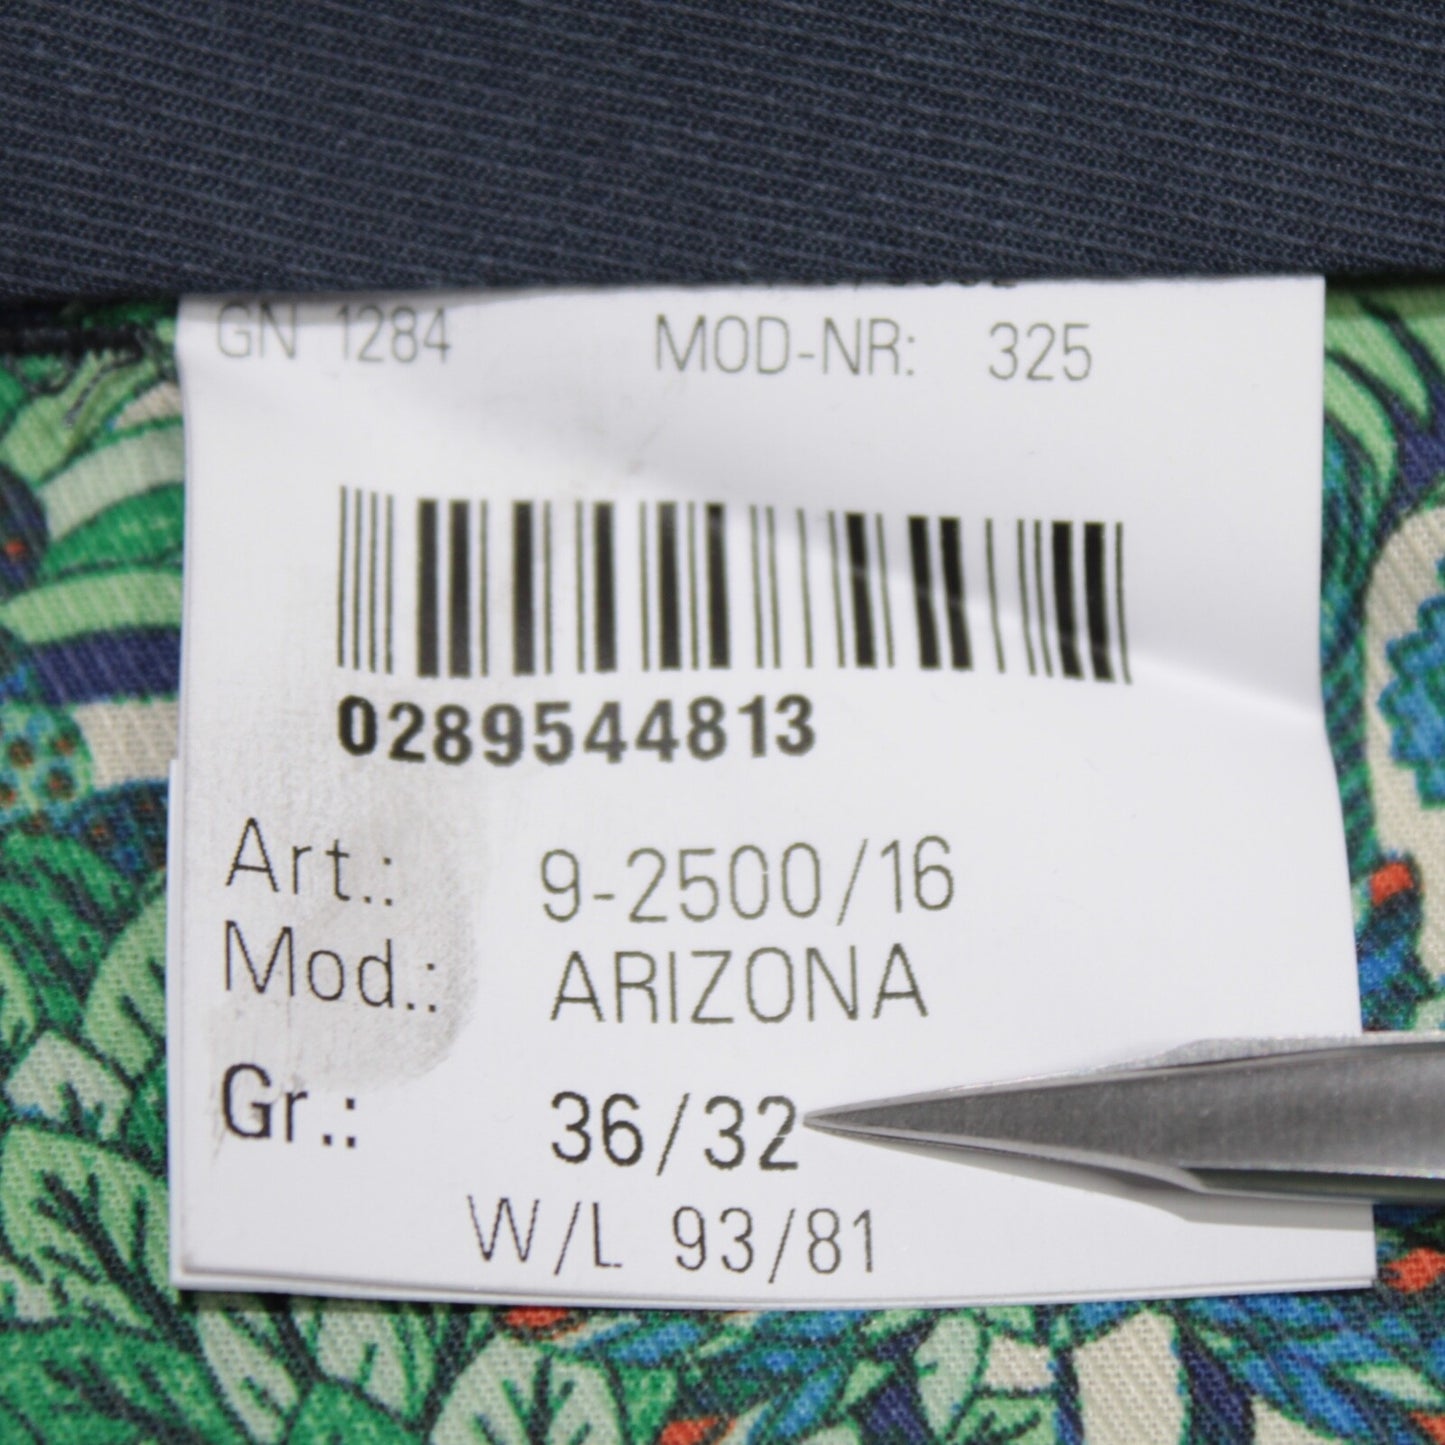 GN 1284 MOD-NR: 325
0289544813
Art.: 9-2500/16
Mod.: ARIZONA
Gr.: 36/32
W/L 93/81